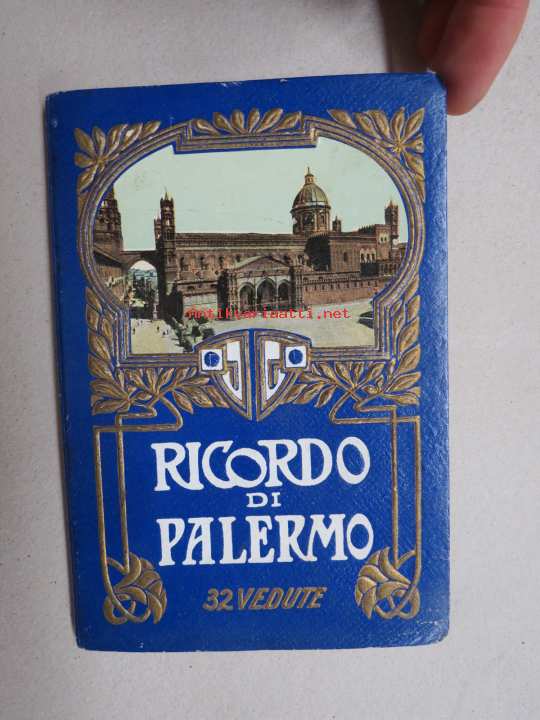 antikvariaatti.net
RICORDO
DI
PALERMO
32 VEDUTE